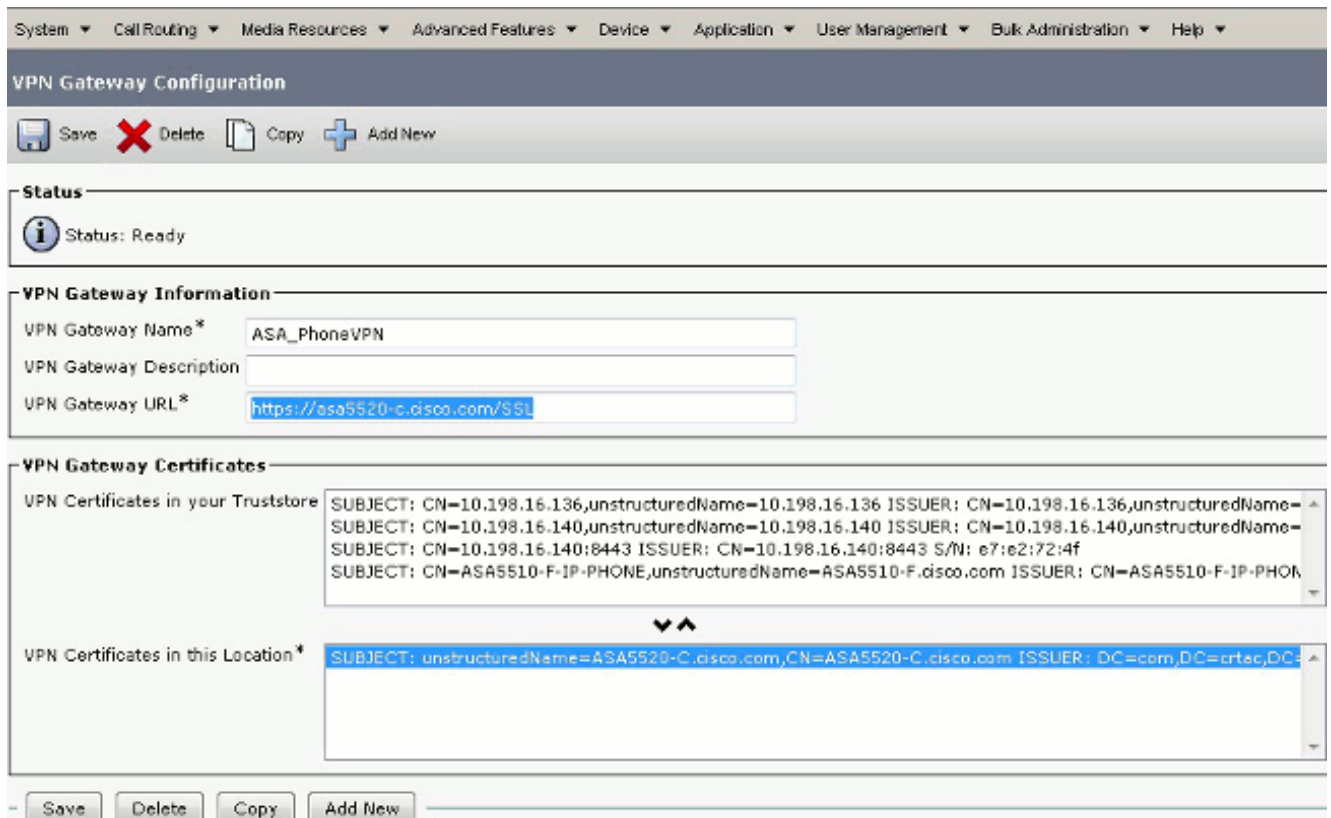 System Call Routing Media Resources Advanced Features Device Application User Management Bulk Administration Help
VPN Gateway Configuration
Save Delete Copy Add New
Status
Status: Ready
VPN Gateway Information
VPN Gateway Name* ASA_PhoneVPN
VPN Gateway Description
VPN Gateway URL* https://asa5520-c.cisco.com/SSL
VPN Gateway Certificates
VPN Certificates in your Truststore SUBJECT: CN=10.198.16.136,unstructuredName=10.198.16.136 ISSUER: CN=10.198.16.136,unstructuredName=
SUBJECT: CN=10.198.16.140,unstructuredName=10.198.16.140 ISSUER: CN=10.198.16.140,unstructuredName=
SUBJECT: CN=10.198.16.140:8443 ISSUER: CN=10.198.16.140:8443 S/N: e7:e2:72:4f
SUBJECT: CN=ASA5510-F-IP-PHONE,unstructuredName=ASA5510-F.cisco.com ISSUER: CN=ASA5510-F-IP-PHON
VPN Certificates in this Location* SUBJECT: unstructuredName=ASA5520-C.cisco.com,CN=ASA5520-C.cisco.com ISSUER: DC=com,DC=crtac,DC=
Save Delete Copy Add New